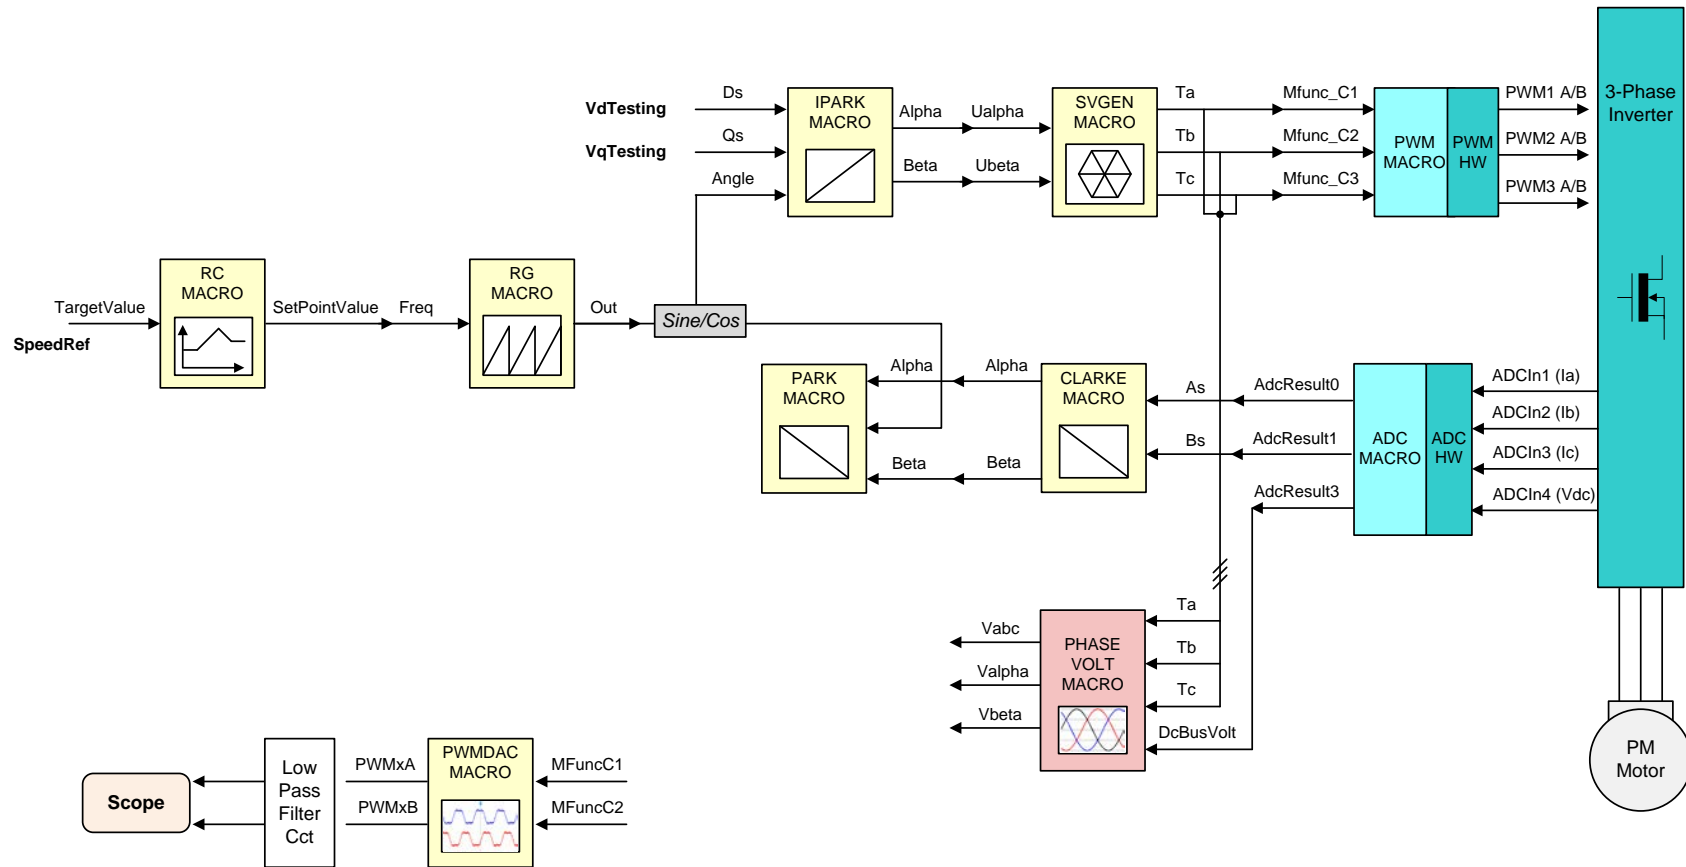 Ds
VdTesting
Qs
VqTesting
Angle
IPARK
MACRO
Alpha
Ualpha
Beta
Ubeta
SVGEN
MACRO
Ta
Mfunc_C1
Tb
Mfunc_C2
Tc
Mfunc_C3
PWM
MACRO
PWM
HW
PWM1 A/B
PWM2 A/B
PWM3 A/B
3-Phase
Inverter
TargetValue
SpeedRef
RC
MACRO
SetPointValue
Freq
RG
MACRO
Out
Sine/Cos
PARK
MACRO
Alpha
Alpha
Beta
Beta
CLARKE
MACRO
As
AdcResult0
Bs
AdcResult1
AdcResult3
ADC
MACRO
ADC
HW
ADCIn1 (Ia)
ADCIn2 (Ib)
ADCIn3 (Ic)
ADCIn4 (Vdc)
Vabc
Valpha
Vbeta
PHASE
VOLT
MACRO
Ta
Tb
Tc
DcBusVolt
PM
Motor
Scope
Low
Pass
Filter
Cct
PWMxA
PWMxB
PWMDAC
MACRO
MFuncC1
MFuncC2